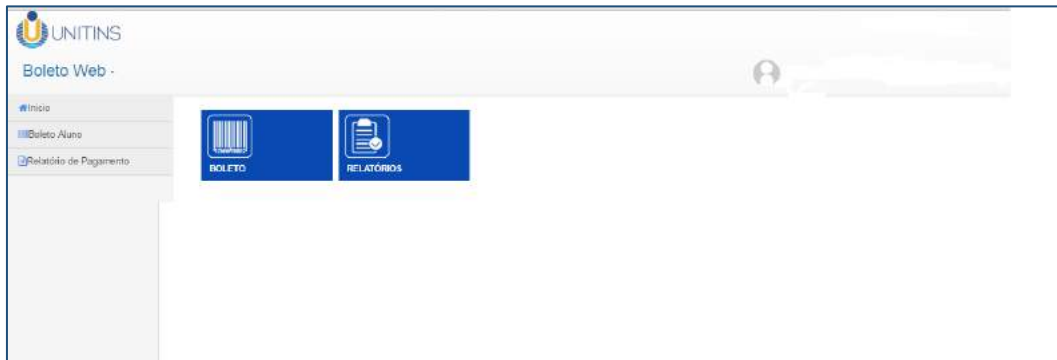 UNITINS
Boleto Web -
Início
Boleto Aluno
Relatório de Pagamento
BOLETO
RELATÓRIOS